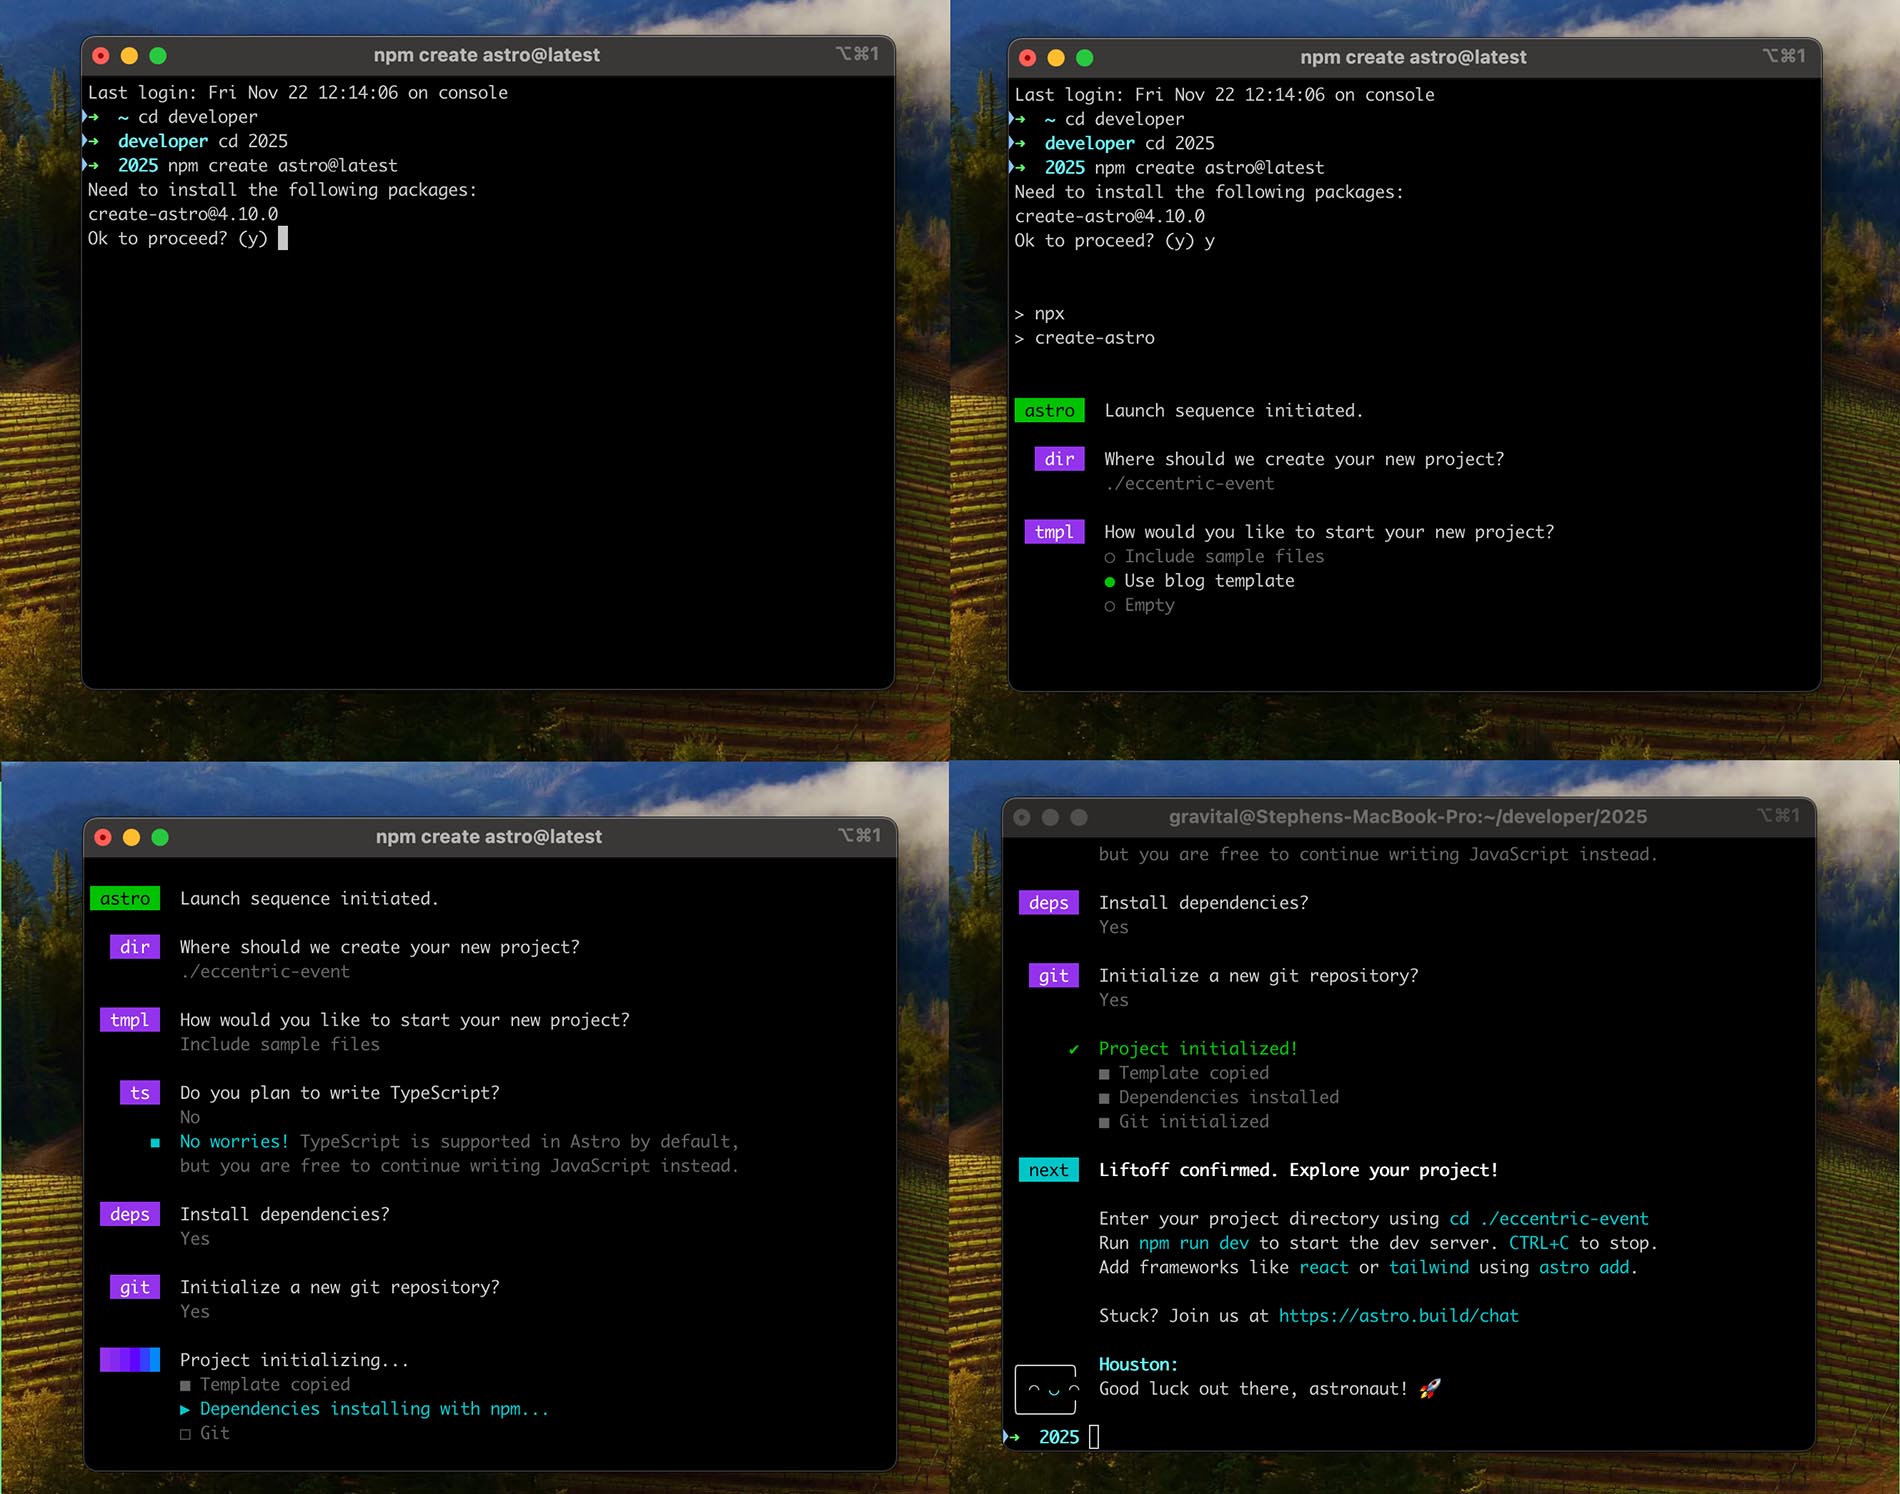 npm create astro@latest
⌥⌘1
Last login: Fri Nov 22 12:14:06 on console
➜ ~ cd developer
➜ developer cd 2025
➜ 2025 npm create astro@latest
Need to install the following packages:
create-astro@4.10.0
Ok to proceed? (y)
npm create astro@latest
⌥⌘1
Last login: Fri Nov 22 12:14:06 on console
➜ ~ cd developer
➜ developer cd 2025
➜ 2025 npm create astro@latest
Need to install the following packages:
create-astro@4.10.0
Ok to proceed? (y) y
> npx
> create-astro
astro Launch sequence initiated.
dir Where should we create your new project?
./eccentric-event
tmpl How would you like to start your new project?
○ Include sample files
● Use blog template
○ Empty
npm create astro@latest
⌥⌘1
astro Launch sequence initiated.
dir Where should we create your new project?
./eccentric-event
tmpl How would you like to start your new project?
Include sample files
ts Do you plan to write TypeScript?
No
■ No worries! TypeScript is supported in Astro by default,
but you are free to continue writing JavaScript instead.
deps Install dependencies?
Yes
git Initialize a new git repository?
Yes
Project initializing...
■ Template copied
▶ Dependencies installing with npm...
□ Git
gravital@Stephens-MacBook-Pro:~/developer/2025
⌥⌘1
but you are free to continue writing JavaScript instead.
deps Install dependencies?
Yes
git Initialize a new git repository?
Yes
✔ Project initialized!
■ Template copied
■ Dependencies installed
■ Git initialized
next Liftoff confirmed. Explore your project!
Enter your project directory using cd ./eccentric-event
Run npm run dev to start the dev server. CTRL+C to stop.
Add frameworks like react or tailwind using astro add.
Stuck? Join us at https://astro.build/chat
Houston:
Good luck out there, astronaut! 🚀
➜ 2025